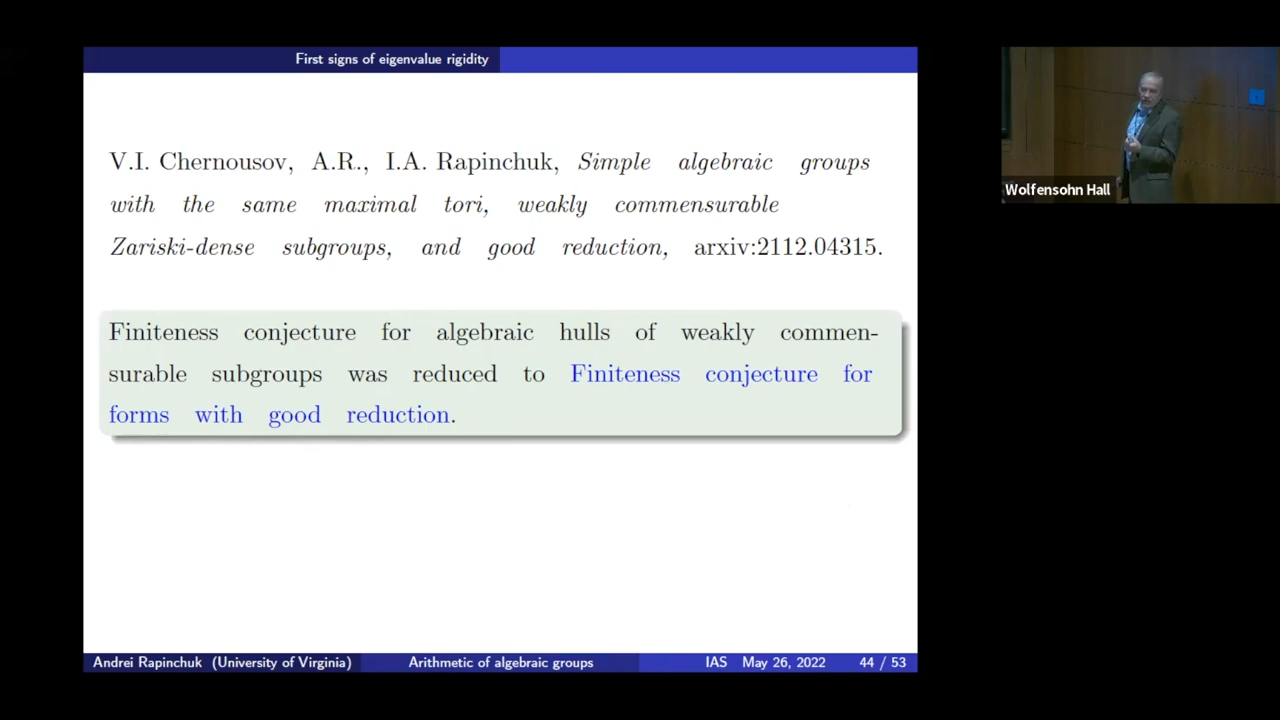 First signs of eigenvalue rigidity
V.I. Chernousov, A.R., I.A. Rapinchuk, Simple algebraic groups
with the same maximal tori, weakly commensurable
Zariski-dense subgroups, and good reduction, arxiv:2112.04315.
Finiteness conjecture for algebraic hulls of weakly commen-
surable subgroups was reduced to Finiteness conjecture for
forms with good reduction.
Andrei Rapinchuk (University of Virginia) Arithmetic of algebraic groups IAS May 26, 2022 44 / 53
Wolfensohn Hall